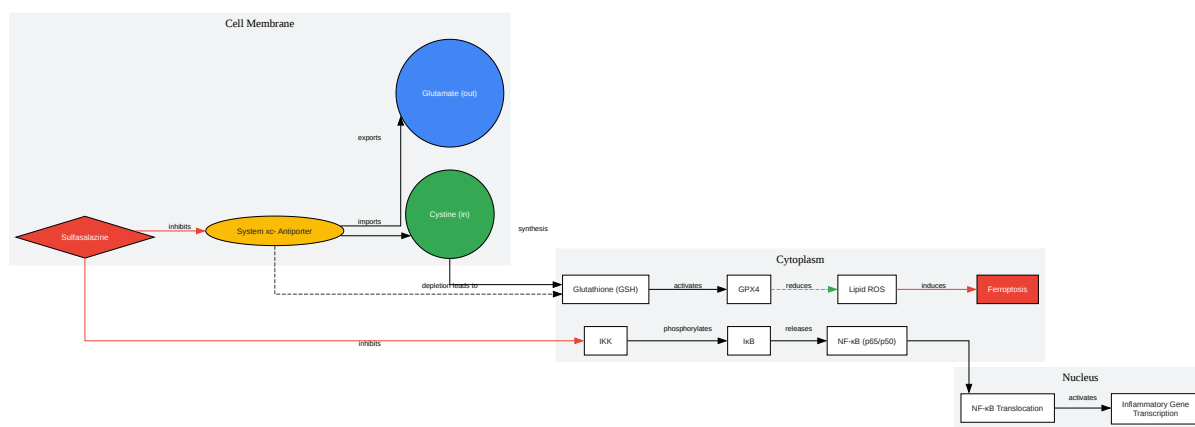 Cell Membrane
Glutamate (out)
exports
Cystine (in)
imports
Sulfasalazine
inhibits
System xc- Antiporter
synthesis
Cytoplasm
depletion leads to
Glutathione (GSH)
activates
GPX4
reduces
Lipid ROS
induces
Ferroptosis
inhibits
IKK
phosphorylates
IκB
releases
NF-κB (p65/p50)
Nucleus
NF-κB Translocation
activates
Inflammatory Gene
Transcription